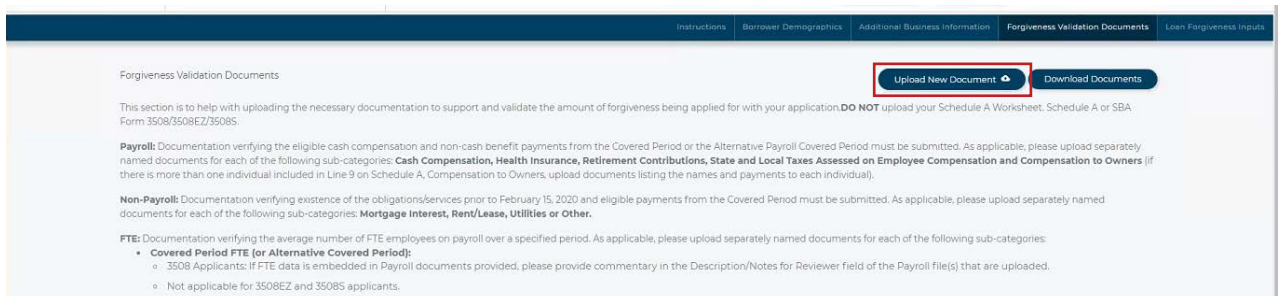 Instructions Borrower Demographics Additional Business Information Forgiveness Validation Documents Loan Forgiveness Inputs
Forgiveness Validation Documents
Upload New Document Download Documents
This section is to help with uploading the necessary documentation to support and validate the amount of forgiveness being applied for with your application.DO NOT upload your Schedule A Worksheet, Schedule A or SBA
Form 3508/3508EZ/3508S.
Payroll: Documentation verifying the eligible cash compensation and non-cash benefit payments from the Covered Period or the Alternative Payroll Covered Period must be submitted. As applicable, please upload separately
named documents for each of the following sub-categories: Cash Compensation, Health Insurance, Retirement Contributions, State and Local Taxes Assessed on Employee Compensation and Compensation to Owners (if
there is more than one individual included in Line 9 on Schedule A, Compensation to Owners, upload documents listing the names and payments to each individual).
Non-Payroll: Documentation verifying existence of the obligations/services prior to February 15, 2020 and eligible payments from the Covered Period must be submitted. As applicable, please upload separately named
documents for each of the following sub-categories: Mortgage Interest, Rent/Lease, Utilities or Other.
FTE: Documentation verifying the average number of FTE employees on payroll over a specified period. As applicable, please upload separately named documents for each of the following sub-categories:
• Covered Period FTE (or Alternative Covered Period):
◦ 3508 Applicants: If FTE data is embedded in Payroll documents provided, please provide commentary in the Description/Notes for Reviewer field of the Payroll file(s) that are uploaded.
◦ Not applicable for 3508EZ and 3508S applicants.